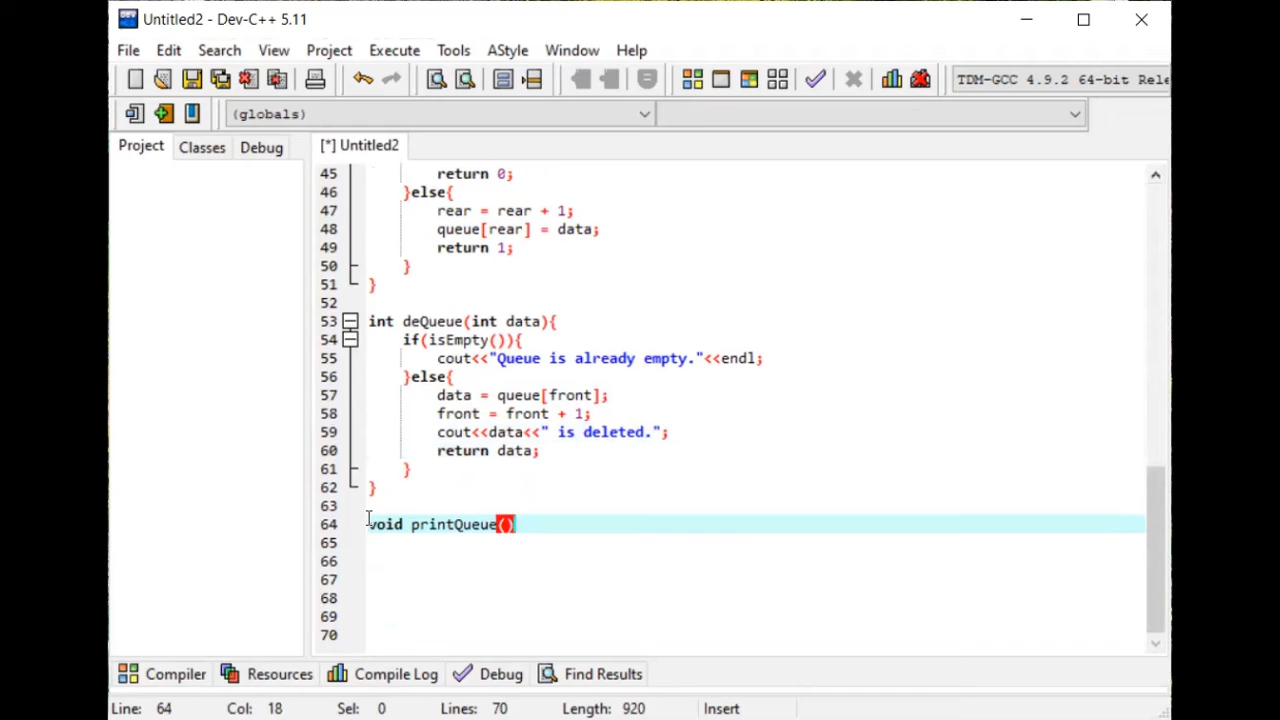 Untitled2 - Dev-C++ 5.11
File Edit Search View Project Execute Tools AStyle Window Help
TDM-GCC 4.9.2 64-bit Rele
(globals)
Project Classes Debug
[*] Untitled2
45 return 0;
46 }else{
47 rear = rear + 1;
48 queue[rear] = data;
49 return 1;
50 }
51 }
52
53 int deQueue(int data){
54 if(isEmpty()){
55 cout<<"Queue is already empty."<<endl;
56 }else{
57 data = queue[front];
58 front = front + 1;
59 cout<<data<<" is deleted.";
60 return data;
61 }
62 }
63
64 void printQueue()
65
66
67
68
69
70
Compiler Resources Compile Log Debug Find Results
Line: 64 Col: 18 Sel: 0 Lines: 70 Length: 920 Insert